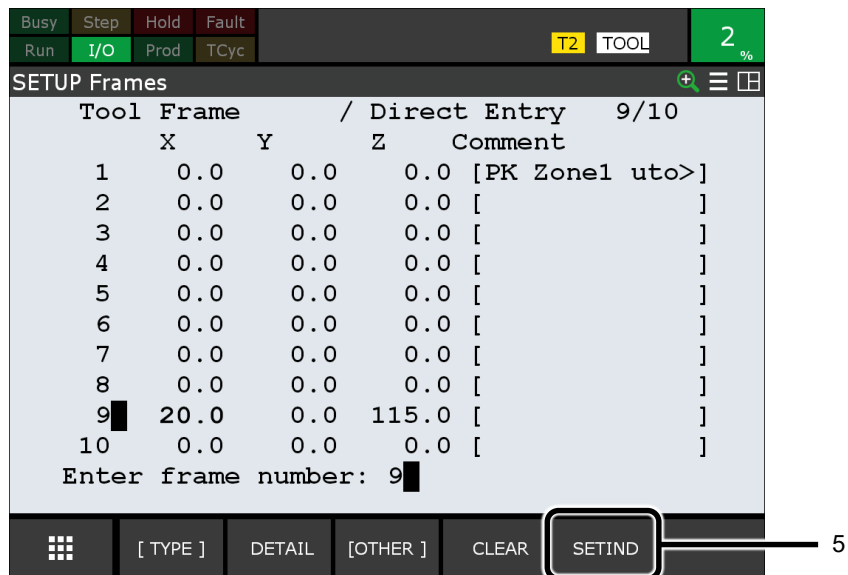 Busy Step Hold Fault
Run I/O Prod TCyc T2 TOOL 2 %
SETUP Frames
Tool Frame / Direct Entry 9/10
X Y Z Comment
1 0.0 0.0 0.0 [PK Zone1 uto>]
2 0.0 0.0 0.0 [ ]
3 0.0 0.0 0.0 [ ]
4 0.0 0.0 0.0 [ ]
5 0.0 0.0 0.0 [ ]
6 0.0 0.0 0.0 [ ]
7 0.0 0.0 0.0 [ ]
8 0.0 0.0 0.0 [ ]
9 20.0 0.0 115.0 [ ]
10 0.0 0.0 0.0 [ ]
Enter frame number: 9
[ TYPE ] DETAIL [OTHER ] CLEAR SETIND 5